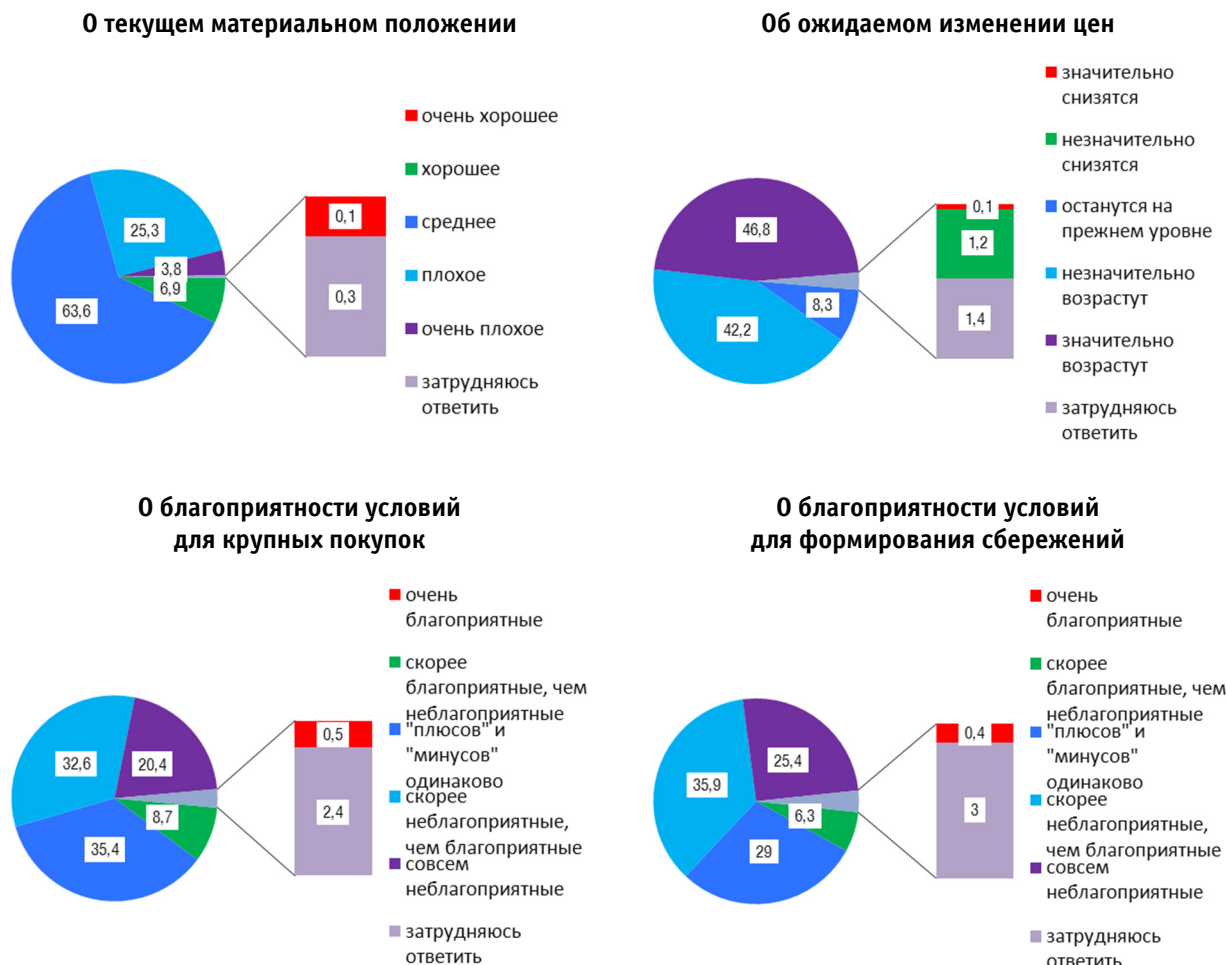 О текущем материальном положении
25,3
3,8
6,9
63,6
0,1
0,3
очень хорошее
хорошее
среднее
плохое
очень плохое
затрудняюсь
ответить
Об ожидаемом изменении цен
46,8
8,3
42,2
0,1
1,2
1,4
значительно
снизятся
незначительно
снизятся
останутся на
прежнем уровне
незначительно
возрастут
значительно
возрастут
затрудняюсь
ответить
О благоприятности условий
для крупных покупок
32,6
20,4
8,7
35,4
0,5
2,4
очень
благоприятные
скорее
благоприятные, чем
неблагоприятные
"плюсов" и
"минусов"
одинаково
скорее
неблагоприятные,
чем благоприятные
совсем
неблагоприятные
затрудняюсь
ответить
О благоприятности условий
для формирования сбережений
25,4
35,9
6,3
29
0,4
3
очень
благоприятные
скорее
благоприятные, чем
неблагоприятные
"плюсов" и
"минусов"
одинаково
скорее
неблагоприятные,
чем благоприятные
совсем
неблагоприятные
затрудняюсь
ответить